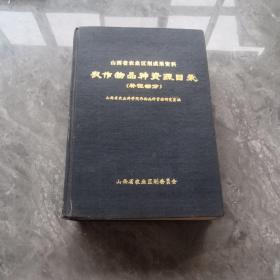 山西省农业区划成果资料
农作物品种资源目录
(补编部分)
山西省农业科学院作物品种资源研究室编
山西省农业区划委员会